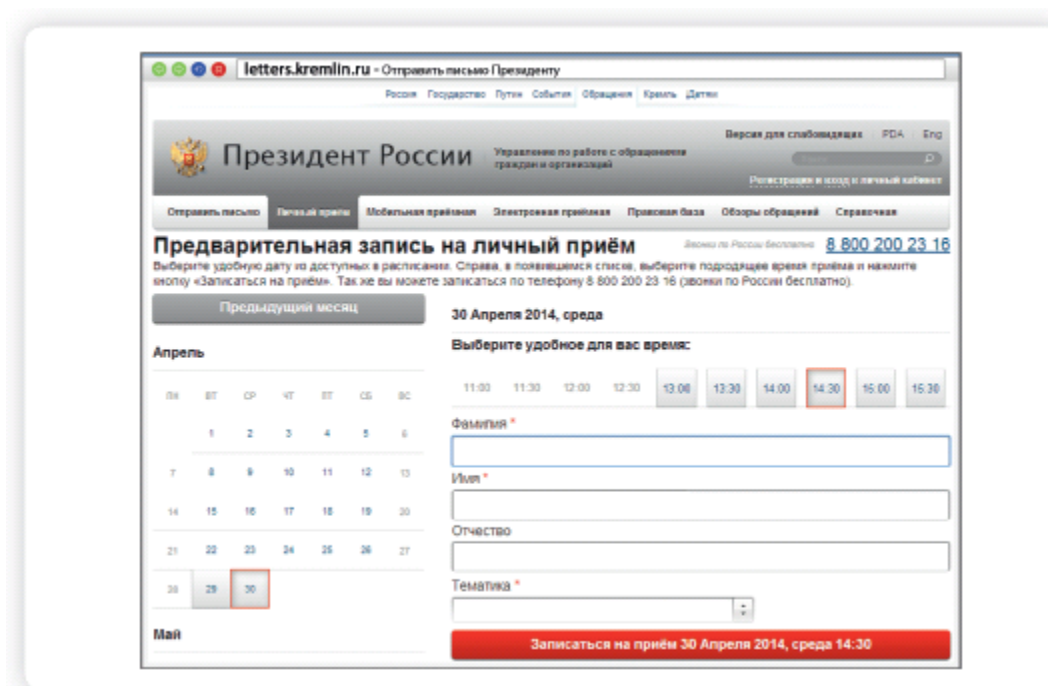 letters.kremlin.ru - Отправить письмо Президенту
Россия Государство Путин События Обращения Кремль Детям
Версия для слабовидящих PDA Eng
Президент России
Управление по работе с обращениями
граждан и организаций
Регистрация и вход в личный кабинет
Отправить письмо Личный приём Мобильная приёмная Электронная приёмная Правовая база Обзоры обращений Справочная
Предварительная запись на личный приём Звонки по России бесплатно 8 800 200 23 16
Выберите удобную дату из доступных в расписании. Справа, в появившемся списке, выберите подходящее время приёма и нажмите
кнопку «Записаться на приём». Так же вы можете записаться по телефону 8 800 200 23 16 (звонки по России бесплатно).
Предыдущий месяц
Апрель
ПН ВТ СР ЧТ ПТ СБ ВС
1 2 3 4 5 6
7 8 9 10 11 12 13
14 15 16 17 18 19 20
21 22 23 24 25 26 27
28 29 30
Май
30 Апреля 2014, среда
Выберите удобное для вас время:
11:00 11:30 12:00 12:30 13:00 13:30 14:00 14:30 15:00 15:30
Фамилия *
Имя *
Отчество
Тематика *
Записаться на приём 30 Апреля 2014, среда 14:30